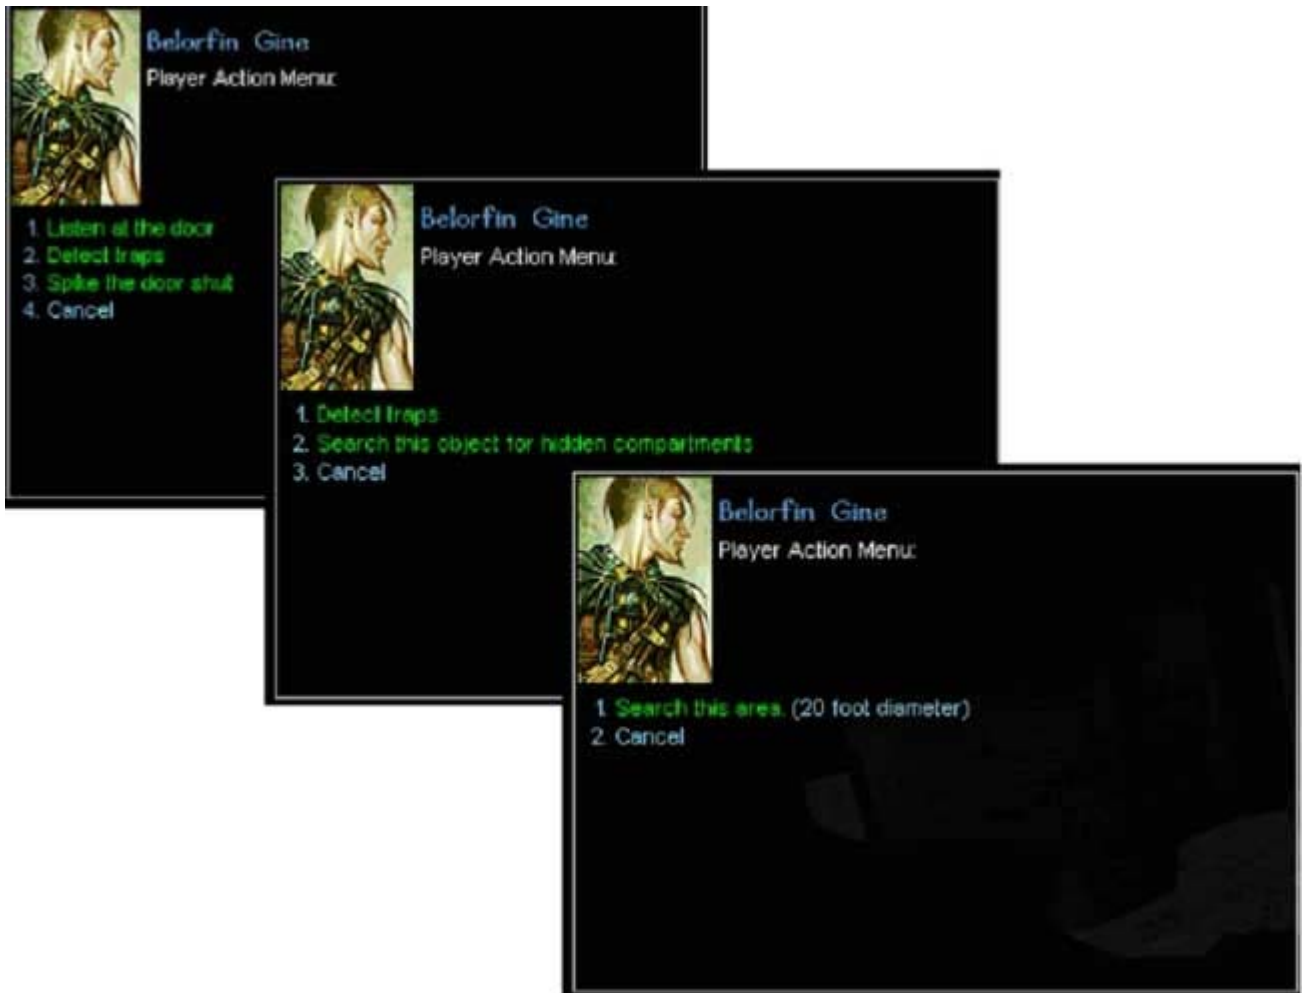 Belorfin Gine
Player Action Menu:
1. Listen at the door
2. Detect traps
3. Spike the door shut
4. Cancel
Belorfin Gine
Player Action Menu:
1. Detect traps
2. Search this object for hidden compartments
3. Cancel
Belorfin Gine
Player Action Menu:
1. Search this area. (20 foot diameter)
2. Cancel